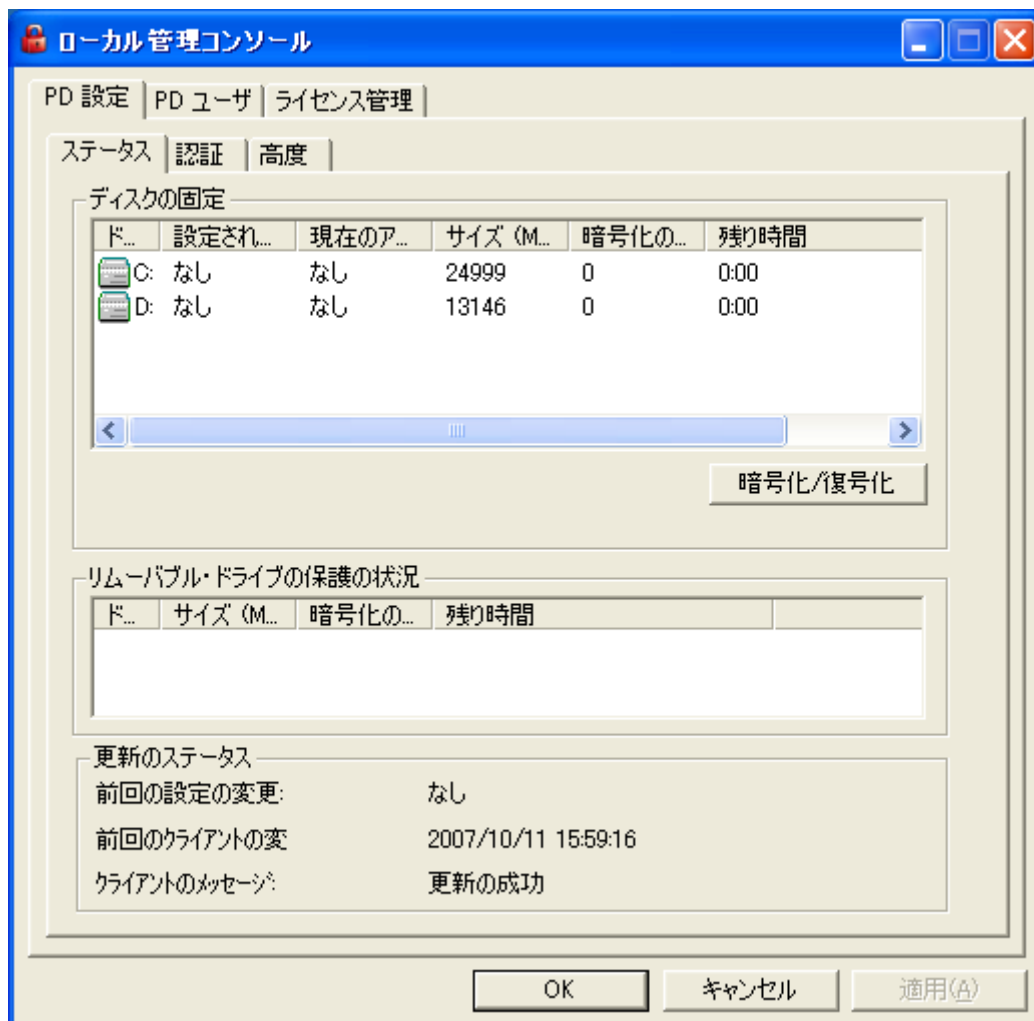 ローカル管理コンソール
PD 設定 PD ユーザ ライセンス管理
ステータス 認証 高度
ディスクの固定
ド... 設定され... 現在のア... サイズ (M... 暗号化の... 残り時間
C: なし なし 24999 0 0:00
D: なし なし 13146 0 0:00
暗号化/復号化
リムーバブル・ドライブの保護の状況
ド... サイズ (M... 暗号化の... 残り時間
更新のステータス
前回の設定の変更: なし
前回のクライアントの変 2007/10/11 15:59:16
クライアントのメッセージ: 更新の成功
OK キャンセル 適用(A)